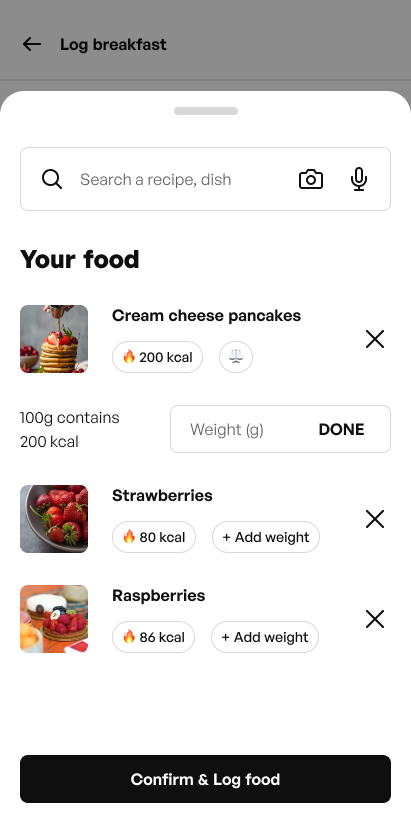 Log breakfast
Search a recipe, dish
Your food
Cream cheese pancakes
🔥 200 kcal
100g contains
200 kcal
Weight (g)
DONE
Strawberries
🔥 80 kcal
+ Add weight
Raspberries
🔥 86 kcal
+ Add weight
Confirm & Log food